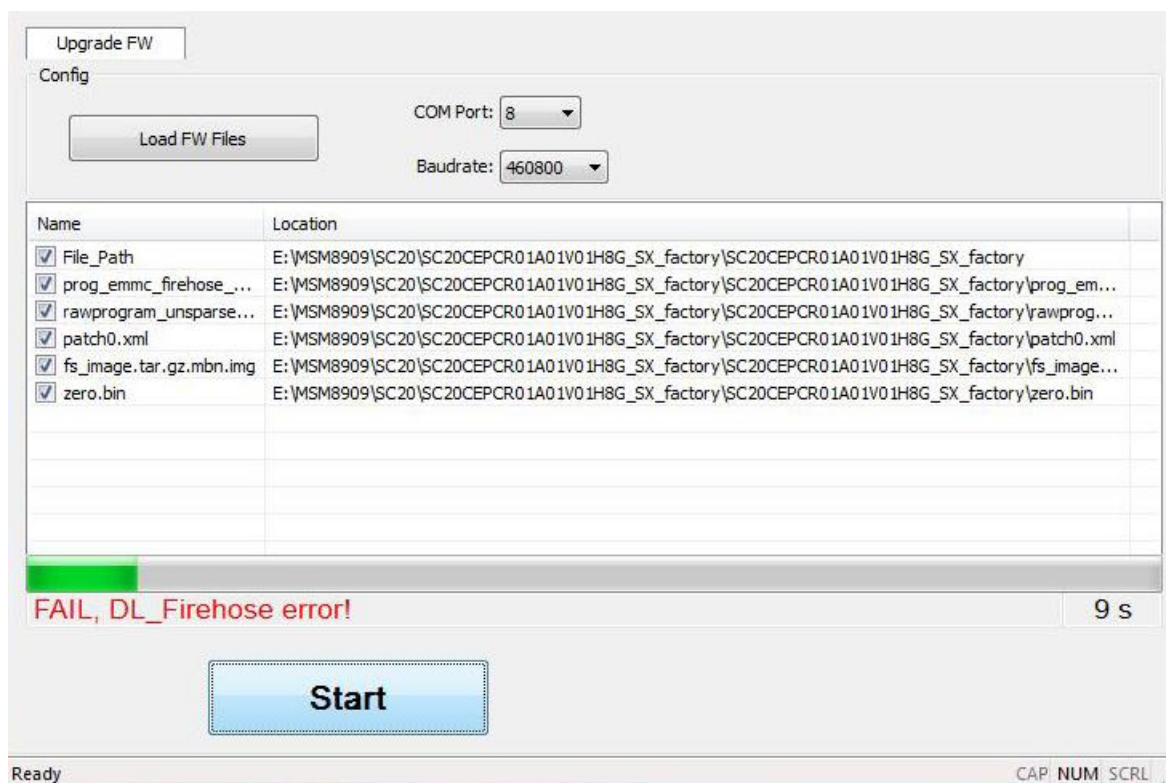 Upgrade FW
Config
Load FW Files
COM Port: 8
Baudrate: 460800
Name Location
File_Path E:\MSM8909\SC20\SC20CEPCR01A01V01H8G_SX_factory\SC20CEPCR01A01V01H8G_SX_factory
prog_emmc_firehose_... E:\MSM8909\SC20\SC20CEPCR01A01V01H8G_SX_factory\SC20CEPCR01A01V01H8G_SX_factory\prog_em...
rawprogram_unsparse... E:\MSM8909\SC20\SC20CEPCR01A01V01H8G_SX_factory\SC20CEPCR01A01V01H8G_SX_factory\rawprog...
patch0.xml E:\MSM8909\SC20\SC20CEPCR01A01V01H8G_SX_factory\SC20CEPCR01A01V01H8G_SX_factory\patch0.xml
fs_image.tar.gz.mbn.img E:\MSM8909\SC20\SC20CEPCR01A01V01H8G_SX_factory\SC20CEPCR01A01V01H8G_SX_factory\fs_image...
zero.bin E:\MSM8909\SC20\SC20CEPCR01A01V01H8G_SX_factory\SC20CEPCR01A01V01H8G_SX_factory\zero.bin
FAIL, DL_Firehose error! 9 s
Start
Ready CAP NUM SCRL